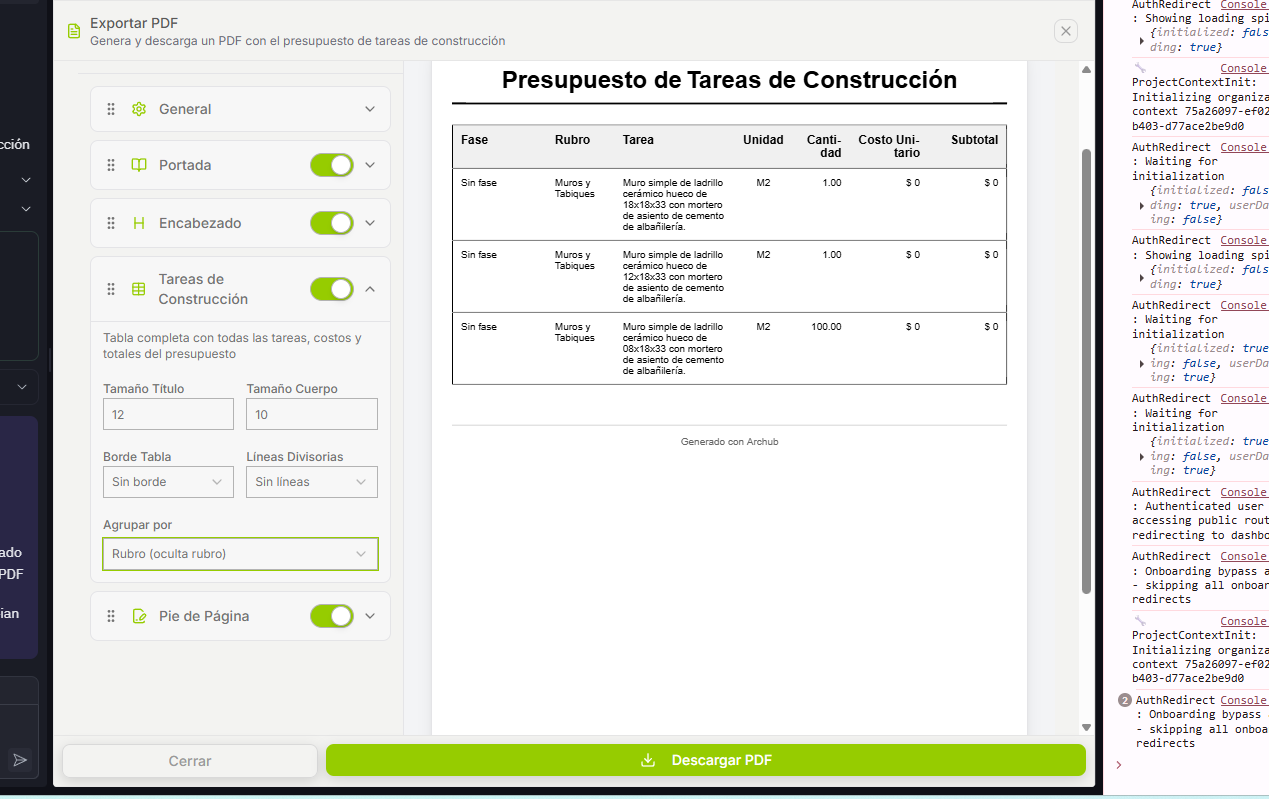 cción
ado
PDF
ian
Exportar PDF
Genera y descarga un PDF con el presupuesto de tareas de construcción
General
Portada
Encabezado
Tareas de
Construcción
Tabla completa con todas las tareas, costos y
totales del presupuesto
Tamaño Título
Tamaño Cuerpo
12
10
Borde Tabla
Líneas Divisorias
Sin borde
Sin líneas
Agrupar por
Rubro (oculta rubro)
Pie de Página
Presupuesto de Tareas de Construcción
Fase Rubro Tarea Unidad Canti- Costo Uni- Subtotal
dad tario
Sin fase Muros y Muro simple de ladrillo M2 1.00 $ 0 $ 0
Tabiques cerámico hueco de
18x18x33 con mortero
de asiento de cemento
de albañilería.
Sin fase Muros y Muro simple de ladrillo M2 1.00 $ 0 $ 0
Tabiques cerámico hueco de
12x18x33 con mortero
de asiento de cemento
de albañilería.
Sin fase Muros y Muro simple de ladrillo M2 100.00 $ 0 $ 0
Tabiques cerámico hueco de
08x18x33 con mortero
de asiento de cemento
de albañilería.
Generado con Archub
Cerrar
Descargar PDF
AuthRedirect Console
: Showing loading spi
{initialized: fals
ding: true}
Console
ProjectContextInit:
Initializing organiza
context 75a26097-ef02
b403-d77ace2be9d0
AuthRedirect Console
: Waiting for
initialization
{initialized: fals
ding: true, userDa
ing: false}
AuthRedirect Console
: Showing loading spi
{initialized: fals
ding: true}
AuthRedirect Console
: Waiting for
initialization
{initialized: true
ing: false, userDa
ing: true}
AuthRedirect Console
: Waiting for
initialization
{initialized: true
ing: false, userDa
ing: true}
AuthRedirect Console
: Authenticated user
accessing public rout
redirecting to dashbo
AuthRedirect Console
: Onboarding bypass a
- skipping all onboar
redirects
Console
ProjectContextInit:
Initializing organiza
context 75a26097-ef02
b403-d77ace2be9d0
2 AuthRedirect Console
: Onboarding bypass
- skipping all onboa
redirects